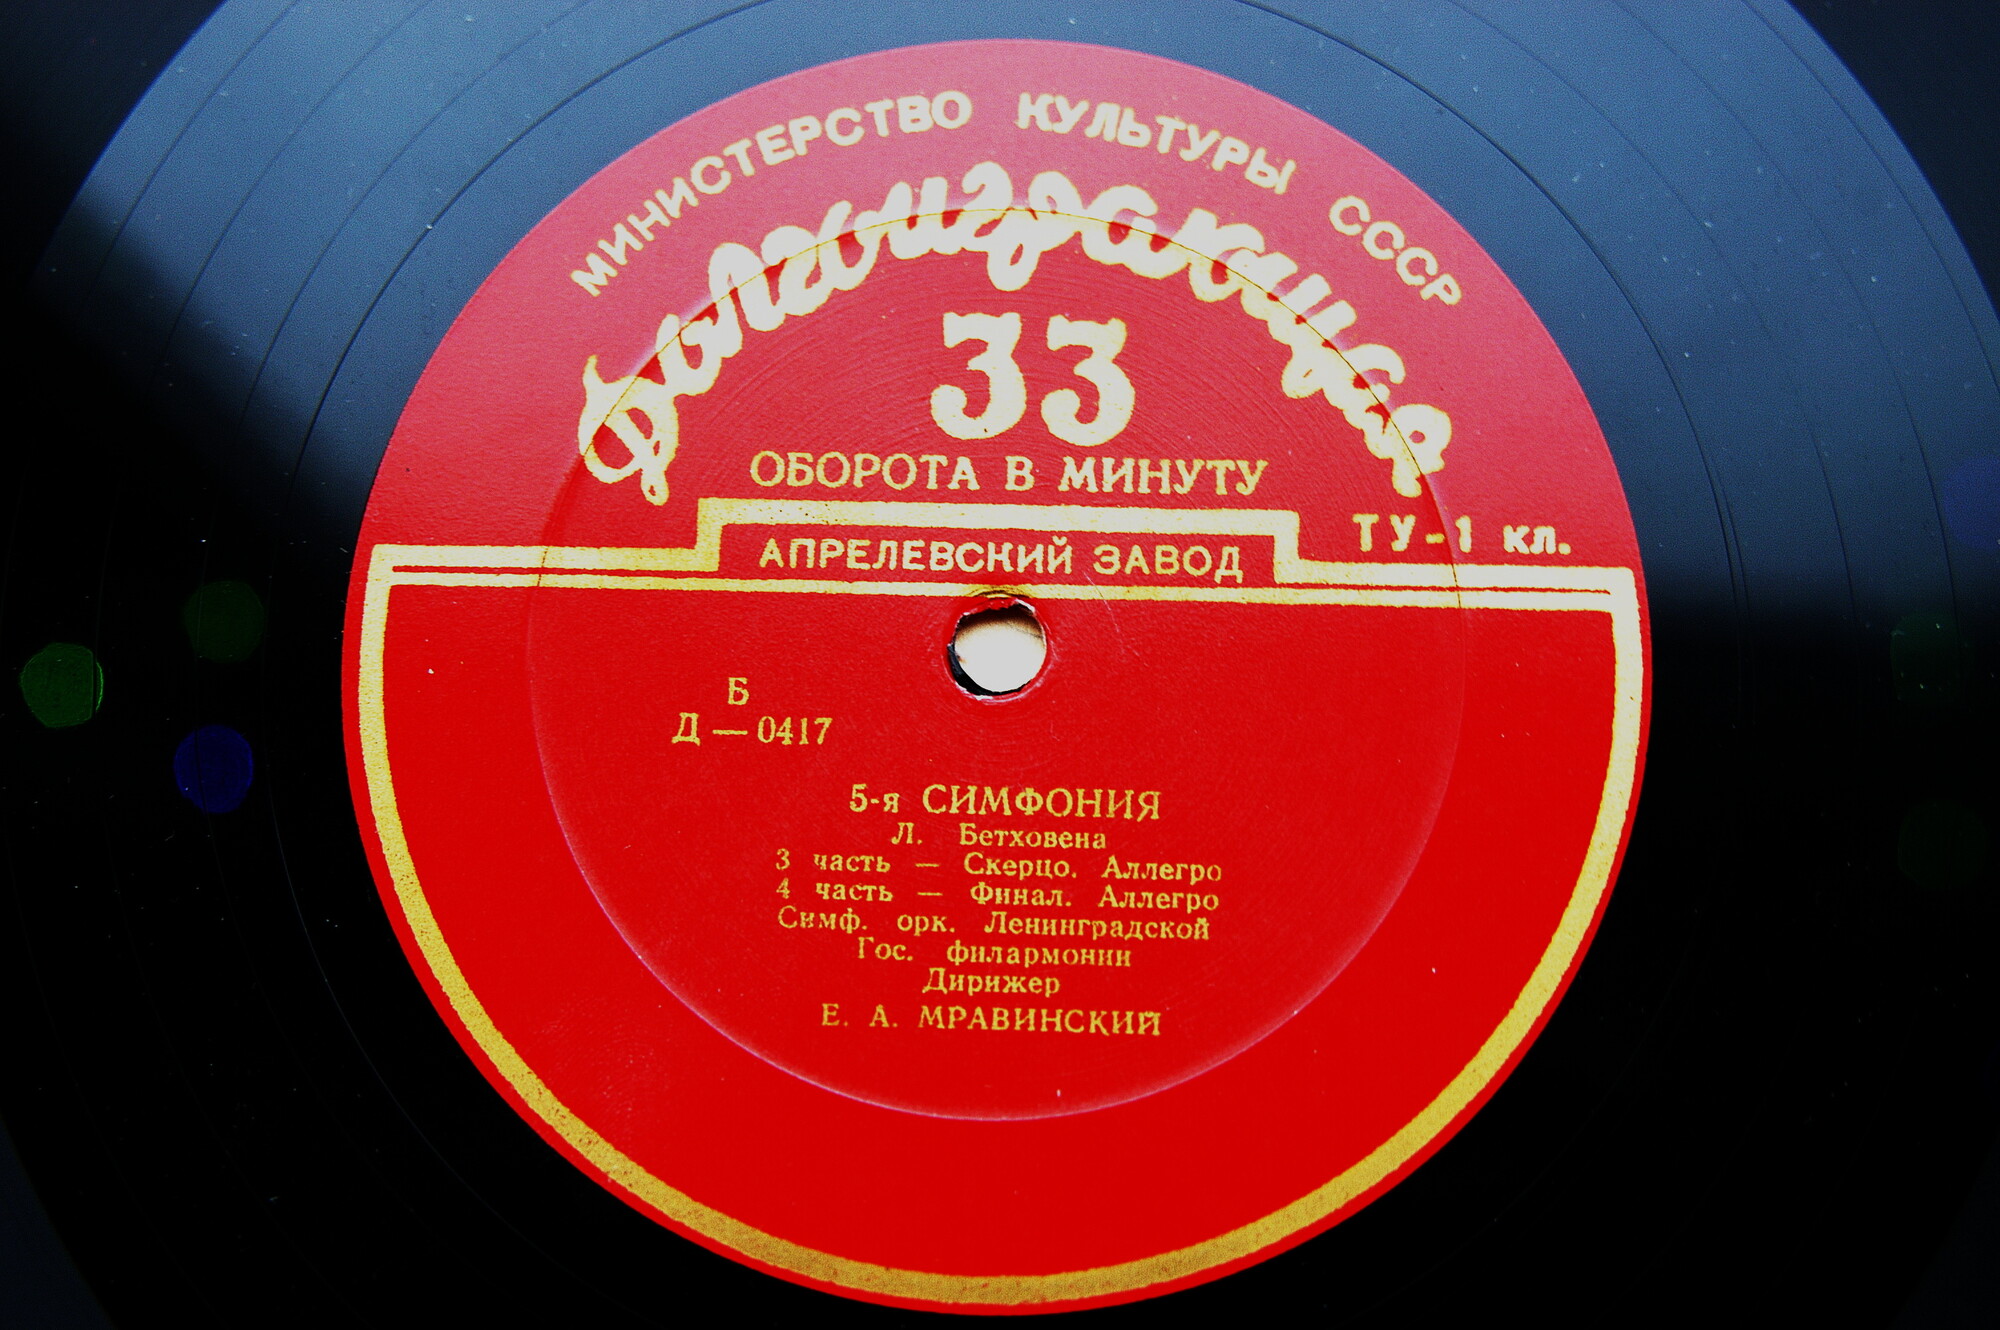 МИНИСТЕРСТВО КУЛЬТУРЫ СССР
Долгоиграющая
33
ОБОРОТА В МИНУТУ
ТУ-1 кл.
АПРЕЛЕВСКИЙ ЗАВОД
Б
Д — 0417
5-я СИМФОНИЯ
Л. Бетховена
3 часть — Скерцо. Аллегро
4 часть — Финал. Аллегро
Симф. орк. Ленинградской
Гос. филармонии
Дирижер
Е. А. МРАВИНСКИЙ